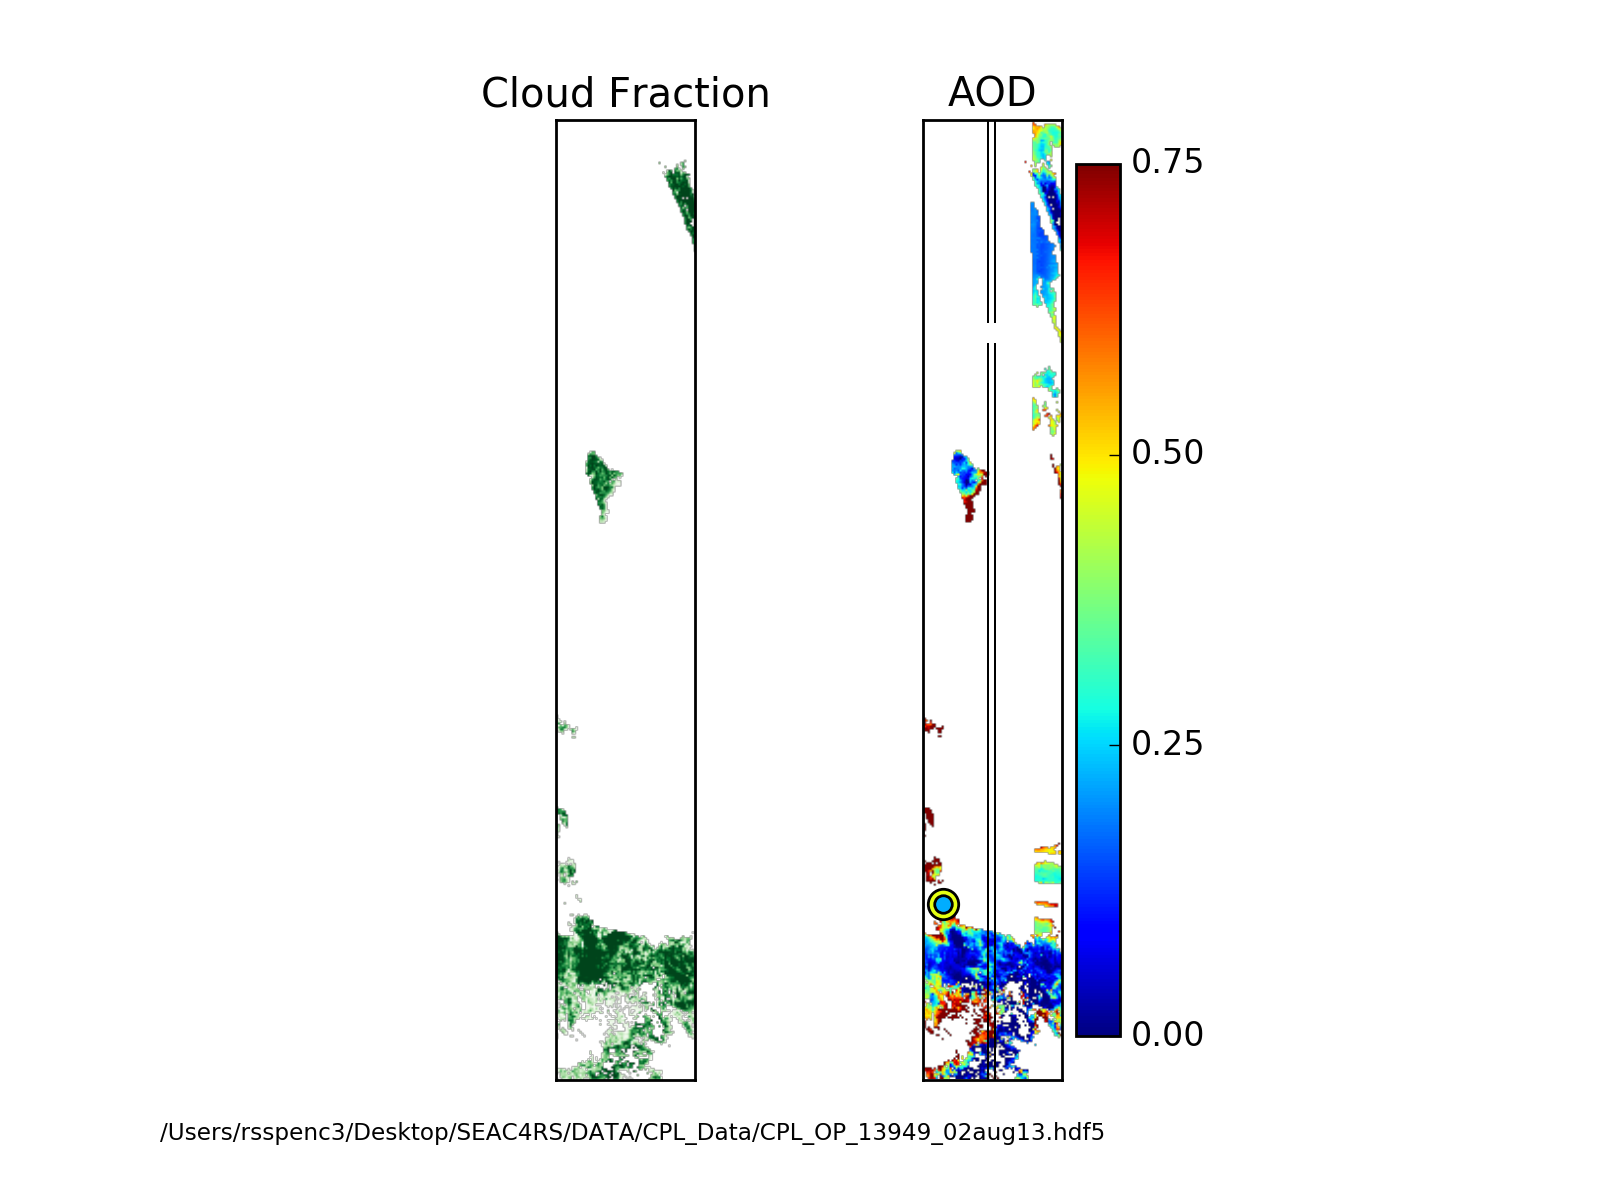 Cloud Fraction
AOD
0.75
0.50
0.25
0.00
/Users/rsspenc3/Desktop/SEAC4RS/DATA/CPL_Data/CPL_OP_13949_02aug13.hdf5